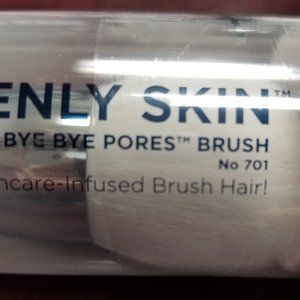 ENLY SKIN™
BYE BYE PORES™ BRUSH
No 701
ncare-Infused Brush Hair!